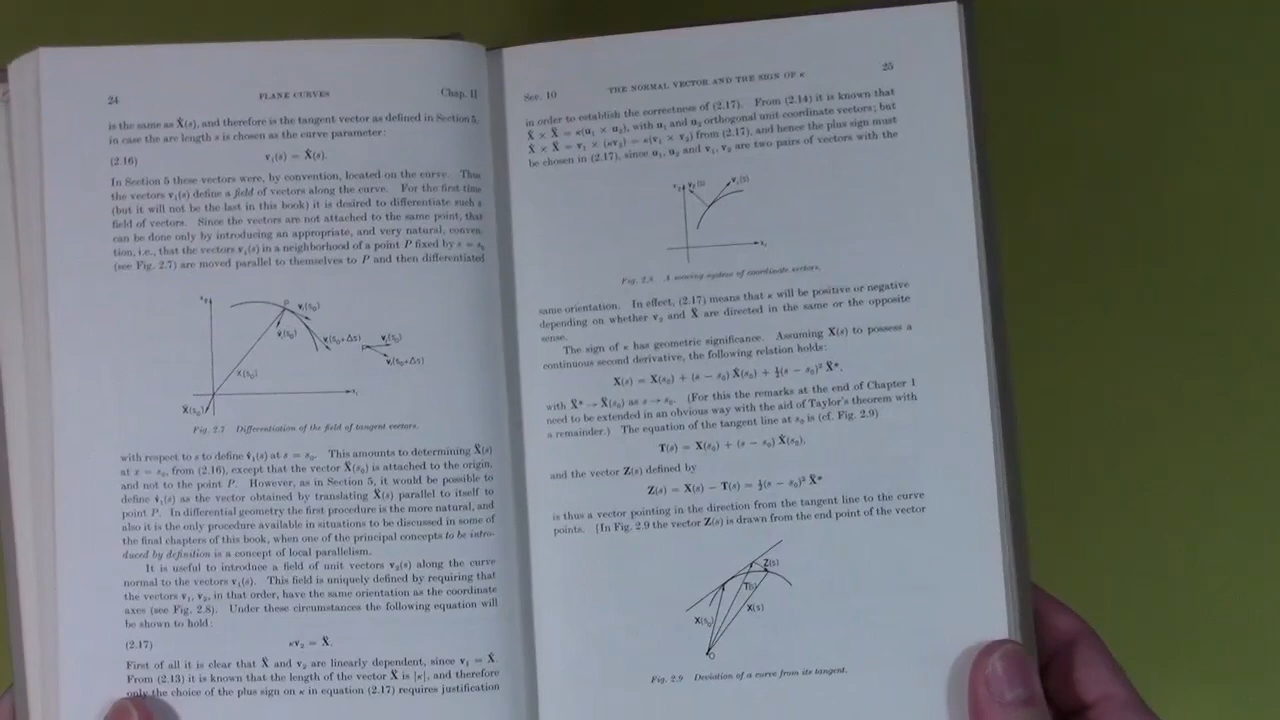 24 PLANE CURVES Chap. II
is the same as Ẋ(s), and therefore is the tangent vector as defined in Section 5,
in case the arc length s is chosen as the curve parameter:
(2.16) v₁(s) = Ẋ(s).
In Section 5 these vectors were, by convention, located on the curve. Thus
the vectors v₁(s) define a field of vectors along the curve. For the first time
(but it will not be the last in this book) it is desired to differentiate such a
field of vectors. Since the vectors are not attached to the same point, that
can be done only by introducing an appropriate, and very natural, conven-
tion, i.e., that the vectors v₁(s) in a neighborhood of a point P fixed by s = s₀
(see Fig. 2.7) are moved parallel to themselves to P and then differentiated
x₂
P
v₁(s₀)
v̇₁(s₀)
v₁(s₀+Δs)
P
v₁(s₀)
v₁(s₀+Δs)
X(s₀)
x₁
Ẍ(s₀)
Fig. 2.7 Differentiation of the field of tangent vectors.
with respect to s to define v̇₁(s) at s = s₀. This amounts to determining Ẍ(s)
at s = s₀, from (2.16), except that the vector Ẍ(s₀) is attached to the origin,
and not to the point P. However, as in Section 5, it would be possible to
define v̇₁(s) as the vector obtained by translating Ẍ(s) parallel to itself to
point P. In differential geometry the first procedure is the more natural, and
also it is the only procedure available in situations to be discussed in some of
the final chapters of this book, when one of the principal concepts to be intro-
duced by definition is a concept of local parallelism.
It is useful to introduce a field of unit vectors v₂(s) along the curve
normal to the vectors v₁(s). This field is uniquely defined by requiring that
the vectors v₁, v₂, in that order, have the same orientation as the coordinate
axes (see Fig. 2.8). Under these circumstances the following equation will
be shown to hold:
(2.17) κv₂ = Ẍ.
First of all it is clear that Ẍ and v₂ are linearly dependent, since v₁ = Ẋ.
From (2.13) it is known that the length of the vector Ẍ is |κ|, and therefore
only the choice of the plus sign on κ in equation (2.17) requires justification
Sec. 10 THE NORMAL VECTOR AND THE SIGN OF κ 25
in order to establish the correctness of (2.17). From (2.14) it is known that
Ẋ × Ẍ = κ(u₁ × u₂), with u₁ and u₂ orthogonal unit coordinate vectors; but
Ẋ × Ẍ = v₁ × (κv₂) = κ(v₁ × v₂) from (2.17), and hence the plus sign must
be chosen in (2.17), since u₁, u₂ and v₁, v₂ are two pairs of vectors with the
x₂
v₂(s)
v₁(s)
x₁
Fig. 2.8 A moving system of coordinate vectors.
same orientation. In effect, (2.17) means that κ will be positive or negative
depending on whether v₂ and Ẍ are directed in the same or the opposite
sense.
The sign of κ has geometric significance. Assuming X(s) to possess a
continuous second derivative, the following relation holds:
X(s) = X(s₀) + (s − s₀) Ẋ(s₀) + ½(s − s₀)² Ẍ*,
with Ẍ* → Ẍ(s₀) as s → s₀. (For this the remarks at the end of Chapter 1
need to be extended in an obvious way with the aid of Taylor's theorem with
a remainder.) The equation of the tangent line at s₀ is (cf. Fig. 2.9)
T(s) = X(s₀) + (s − s₀) Ẋ(s₀),
and the vector Z(s) defined by
Z(s) = X(s) − T(s) = ½(s − s₀)² Ẍ*
is thus a vector pointing in the direction from the tangent line to the curve
points. [In Fig. 2.9 the vector Z(s) is drawn from the end point of the vector
Z(s)
T(s)
X(s)
X(s₀)
O
Fig. 2.9 Deviation of a curve from its tangent.